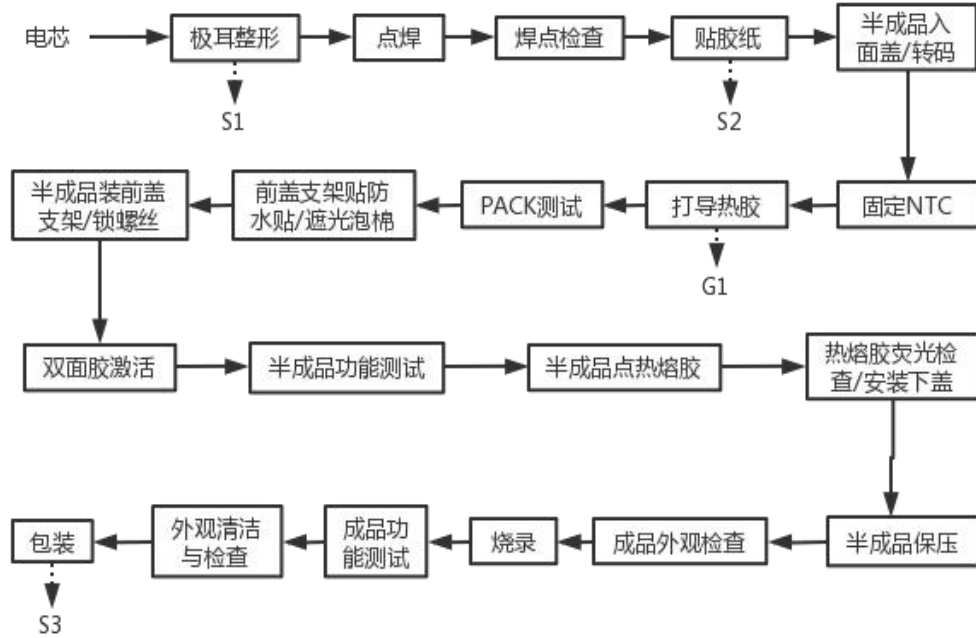 电芯
极耳整形
点焊
焊点检查
贴胶纸
半成品入
面盖/转码
S1
S2
固定NTC
打导热胶
PACK测试
前盖支架贴防
水贴/遮光泡棉
半成品装前盖
支架/锁螺丝
G1
双面胶激活
半成品功能测试
半成品点热熔胶
热熔胶荧光检
查/安装下盖
半成品保压
成品外观检查
烧录
成品功
能测试
外观清洁
与检查
包装
S3